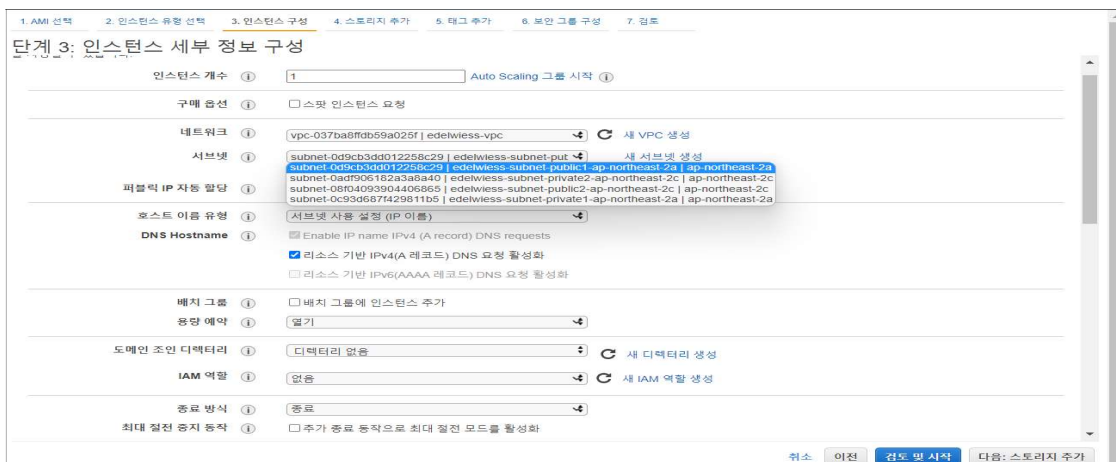 1. AMI 선택 2. 인스턴스 유형 선택 3. 인스턴스 구성 4. 스토리지 추가 5. 태그 추가 6. 보안 그룹 구성 7. 검토
단계 3: 인스턴스 세부 정보 구성
인스턴스 개수 1 Auto Scaling 그룹 시작
구매 옵션 스팟 인스턴스 요청
네트워크 vpc-037ba8ffdb59a025f | edelwiess-vpc 새 VPC 생성
서브넷 subnet-0d9cb3dd012258c29 | edelwiess-subnet-put 새 서브넷 생성
subnet-0d9cb3dd012258c29 | edelwiess-subnet-public1-ap-northeast-2a | ap-northeast-2a
subnet-0adf906182a3a8a40 | edelwiess-subnet-private2-ap-northeast-2c | ap-northeast-2c
퍼블릭 IP 자동 할당 subnet-08f04093904406865 | edelwiess-subnet-public2-ap-northeast-2c | ap-northeast-2c
subnet-0c93d687f429811b5 | edelwiess-subnet-private1-ap-northeast-2a | ap-northeast-2a
호스트 이름 유형 서브넷 사용 설정 (IP 이름)
DNS Hostname Enable IP name IPv4 (A record) DNS requests
리소스 기반 IPv4(A 레코드) DNS 요청 활성화
리소스 기반 IPv6(AAAA 레코드) DNS 요청 활성화
배치 그룹 배치 그룹에 인스턴스 추가
용량 예약 열기
도메인 조인 디렉터리 디렉터리 없음 새 디렉터리 생성
IAM 역할 없음 새 IAM 역할 생성
종료 방식 종료
최대 절전 중지 동작 추가 종료 동작으로 최대 절전 모드를 활성화
취소 이전 검토 및 시작 다음: 스토리지 추가